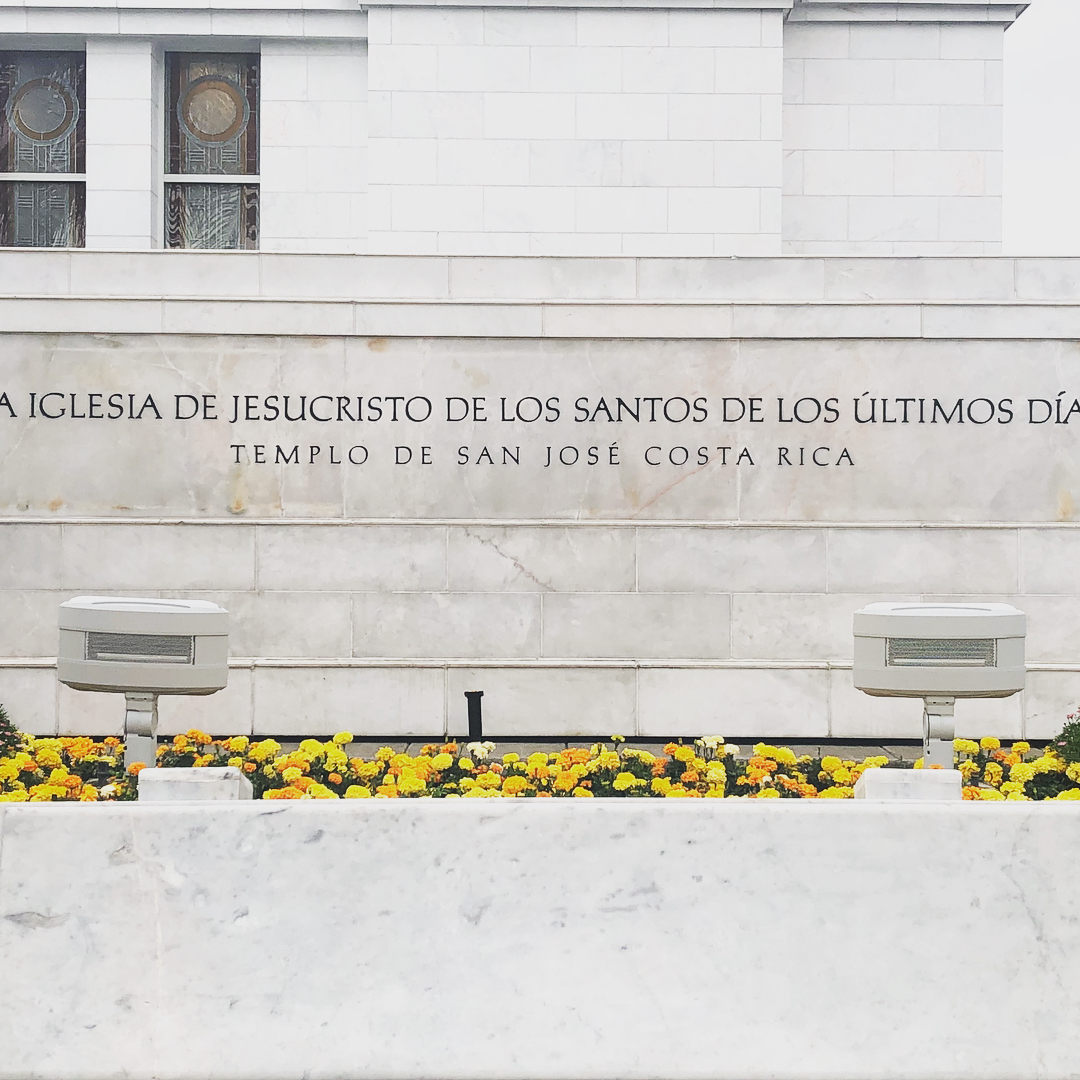 A IGLESIA DE JESUCRISTO DE LOS SANTOS DE LOS ÚLTIMOS DÍA
TEMPLO DE SAN JOSÉ COSTA RICA